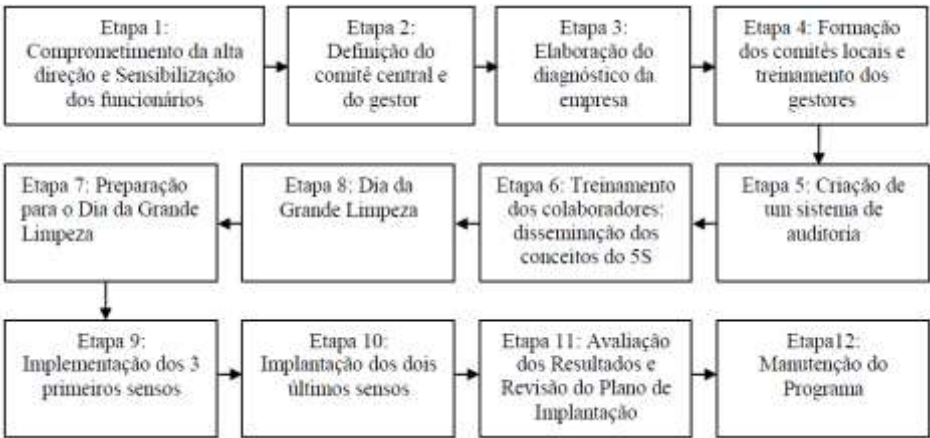 Etapa 1:
Comprometimento da alta
direção e Sensibilização
dos funcionários
Etapa 2:
Definição do
comitê central e
do gestor
Etapa 3:
Elaboração do
diagnóstico da
empresa
Etapa 4: Formação
dos comitês locais e
treinamento dos
gestores
Etapa 7: Preparação
para o Dia da Grande
Limpeza
Etapa 8: Dia da
Grande Limpeza
Etapa 6: Treinamento
dos colaboradores:
disseminação dos
conceitos do 5S
Etapa 5: Criação de
um sistema de
auditoria
Etapa 9:
Implementação dos 3
primeiros sensos
Etapa 10:
Implantação dos dois
últimos sensos
Etapa 11: Avaliação
dos Resultados e
Revisão do Plano de
Implantação
Etapa12:
Manutenção do
Programa